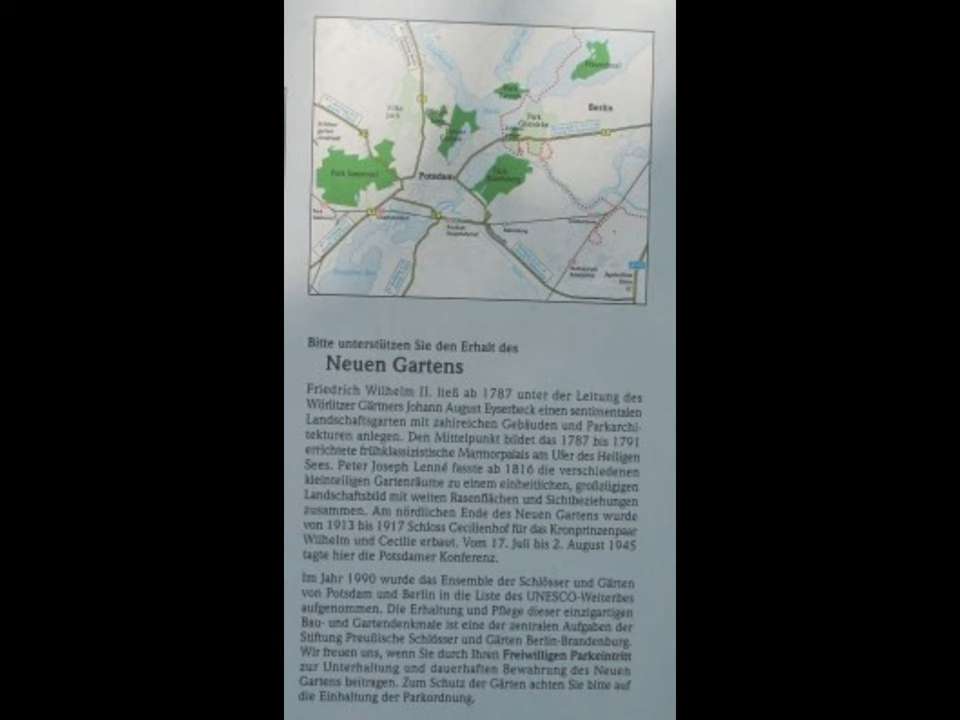 Berlin
Potsdam
Bitte unterstützen Sie den Erhalt des
Neuen Gartens
Friedrich Wilhelm II. ließ ab 1787 unter der Leitung des
Wörlitzer Gärtners Johann August Eyserbeck einen sentimentalen
Landschaftsgarten mit zahlreichen Gebäuden und Parkarchi-
tekturen anlegen. Den Mittelpunkt bildet das 1787 bis 1791
errichtete frühklassizistische Marmorpalais am Ufer des Heiligen
Sees. Peter Joseph Lenné fasste ab 1816 die verschiedenen
kleinteiligen Gartenräume zu einem einheitlichen, großzügigen
Landschaftsbild mit weiten Rasenflächen und Sichtbeziehungen
zusammen. Am nördlichen Ende des Neuen Gartens wurde
von 1913 bis 1917 Schloss Cecilienhof für das Kronprinzenpaar
Wilhelm und Cecilie erbaut. Vom 17. Juli bis 2. August 1945
tagte hier die Potsdamer Konferenz.
Im Jahr 1990 wurde das Ensemble der Schlösser und Gärten
von Potsdam und Berlin in die Liste des UNESCO-Welterbes
aufgenommen. Die Erhaltung und Pflege dieser einzigartigen
Bau- und Gartendenkmale ist eine der zentralen Aufgaben der
Stiftung Preußische Schlösser und Gärten Berlin-Brandenburg.
Wir freuen uns, wenn Sie durch Ihren Freiwilligen Parkeintritt
zur Unterhaltung und dauerhaften Bewahrung des Neuen
Gartens beitragen. Zum Schutz der Gärten achten Sie bitte auf
die Einhaltung der Parkordnung.